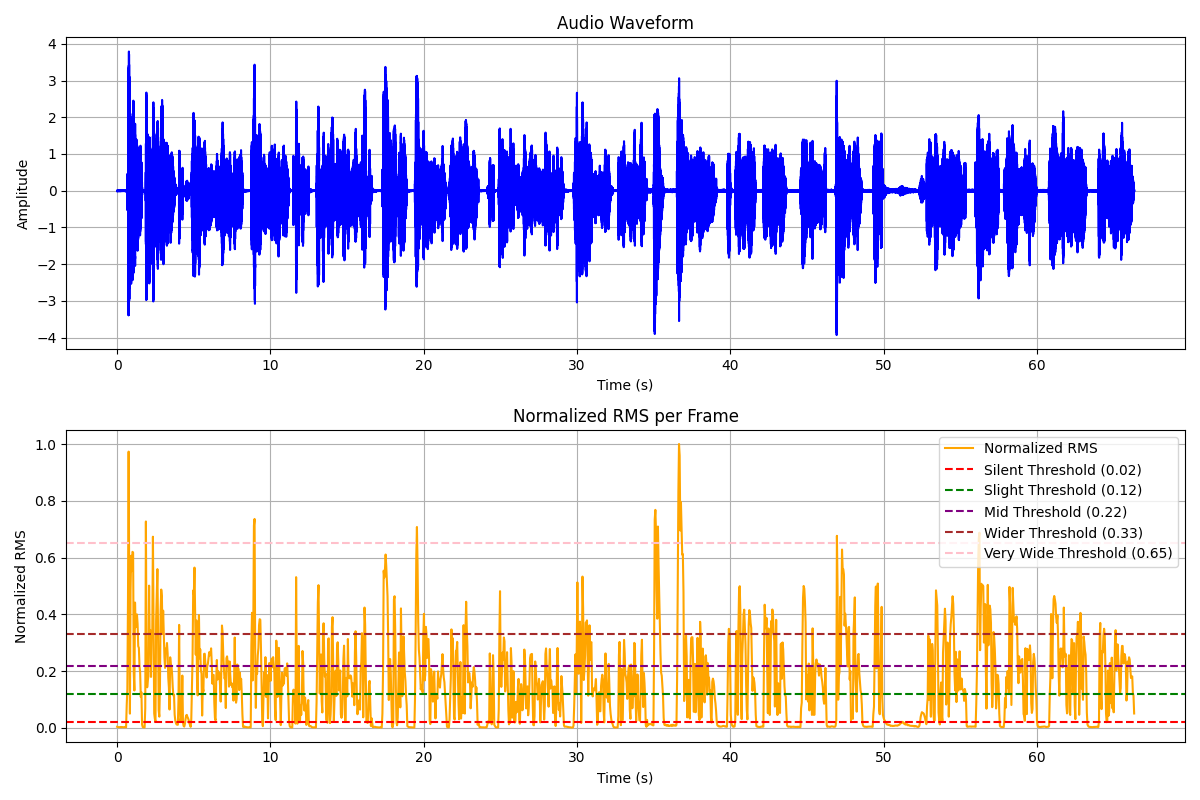 Audio Waveform
4
3
2
1
0
−1
−2
−3
−4
Amplitude
0 10 20 30 40 50 60
Time (s)
Normalized RMS per Frame
1.0
0.8
0.6
0.4
0.2
0.0
Normalized RMS
Normalized RMS
Silent Threshold (0.02)
Slight Threshold (0.12)
Mid Threshold (0.22)
Wider Threshold (0.33)
Very Wide Threshold (0.65)
0 10 20 30 40 50 60
Time (s)